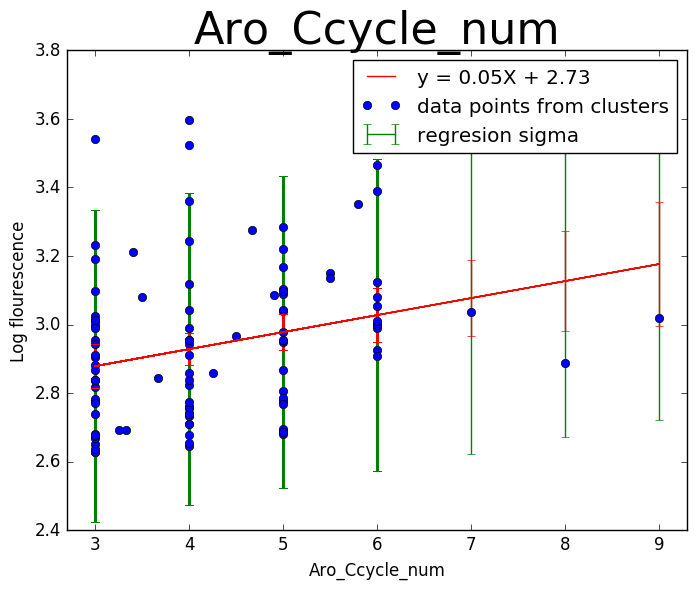 Aro_Ccycle_num
y = 0.05X + 2.73
data points from clusters
regresion sigma
3.8
3.6
3.4
3.2
3.0
2.8
2.6
2.4
Log flourescence
3 4 5 6 7 8 9
Aro_Ccycle_num